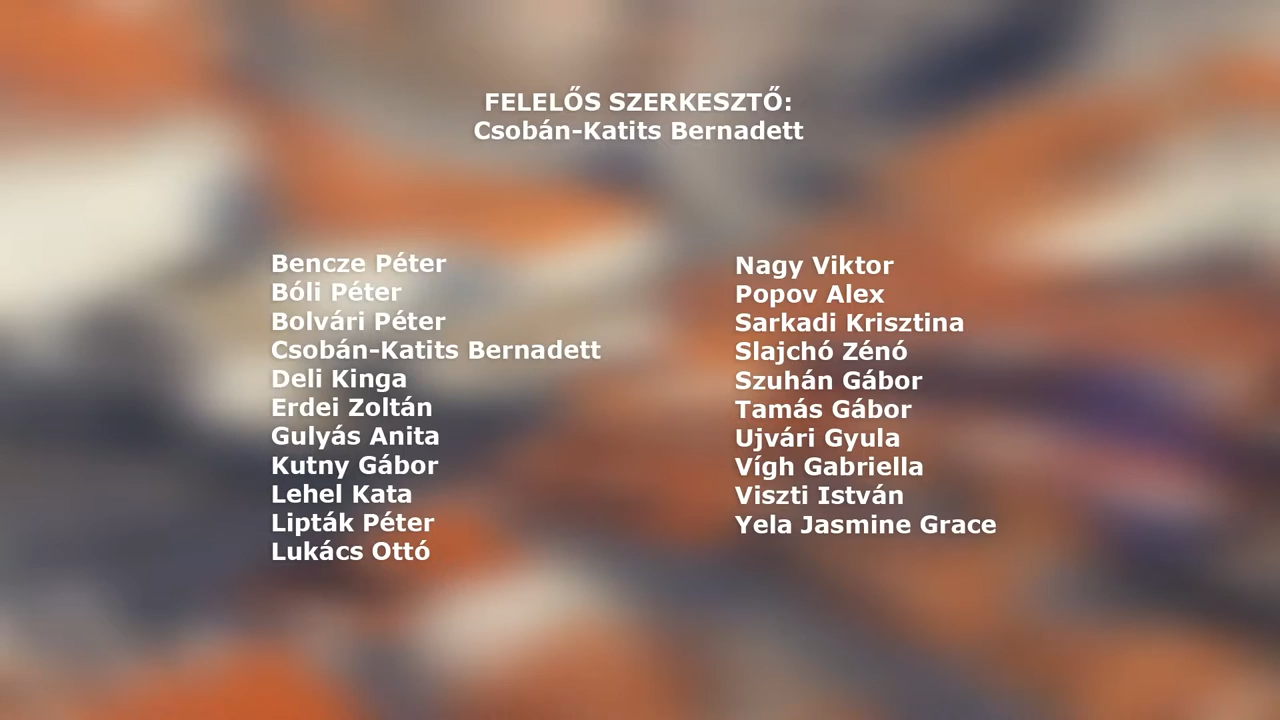 FELELŐS SZERKESZTŐ:
Csobán-Katits Bernadett
Bencze Péter
Bóli Péter
Bolvári Péter
Csobán-Katits Bernadett
Deli Kinga
Erdei Zoltán
Gulyás Anita
Kutny Gábor
Lehel Kata
Lipták Péter
Lukács Ottó
Nagy Viktor
Popov Alex
Sarkadi Krisztina
Slajchó Zénó
Szuhán Gábor
Tamás Gábor
Ujvári Gyula
Vígh Gabriella
Viszti István
Yela Jasmine Grace